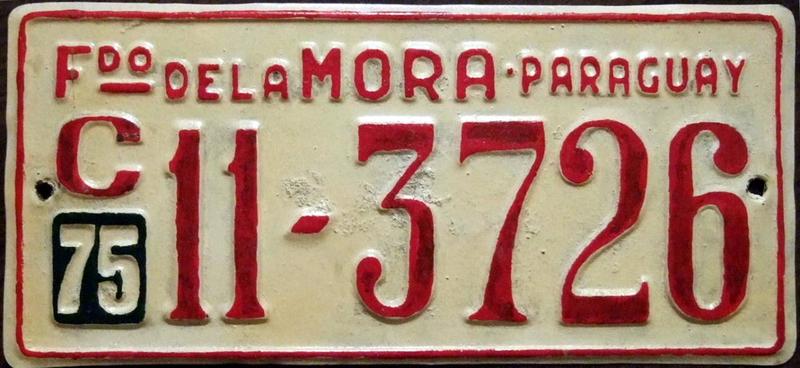 FDO DE LA MORA · PARAGUAY
C 11-3726
75